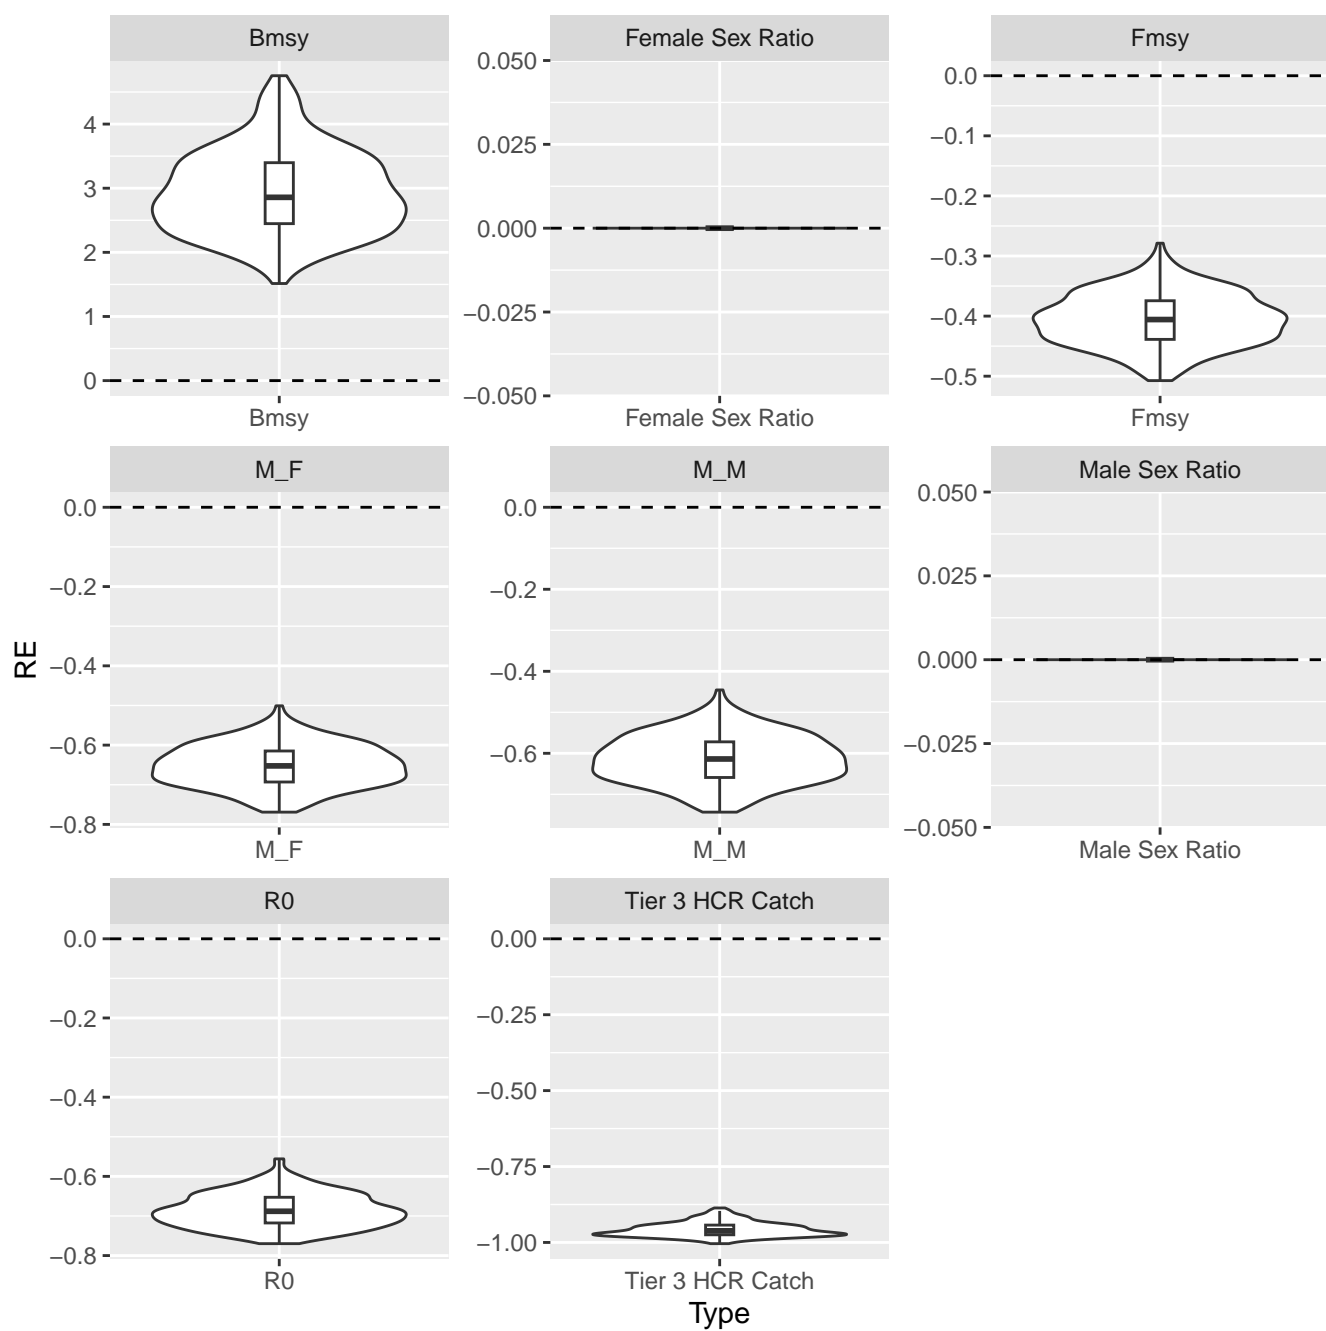 Bmsy
Female Sex Ratio
Fmsy
4
3
2
1
0
0.050
0.025
0.000
−0.025
−0.050
0.0
−0.1
−0.2
−0.3
−0.4
−0.5
Bmsy
Female Sex Ratio
Fmsy
M_F
M_M
Male Sex Ratio
RE
0.0
−0.2
−0.4
−0.6
−0.8
0.0
−0.2
−0.4
−0.6
0.050
0.025
0.000
−0.025
−0.050
M_F
M_M
Male Sex Ratio
R0
Tier 3 HCR Catch
0.0
−0.2
−0.4
−0.6
−0.8
0.00
−0.25
−0.50
−0.75
−1.00
R0
Tier 3 HCR Catch
Type